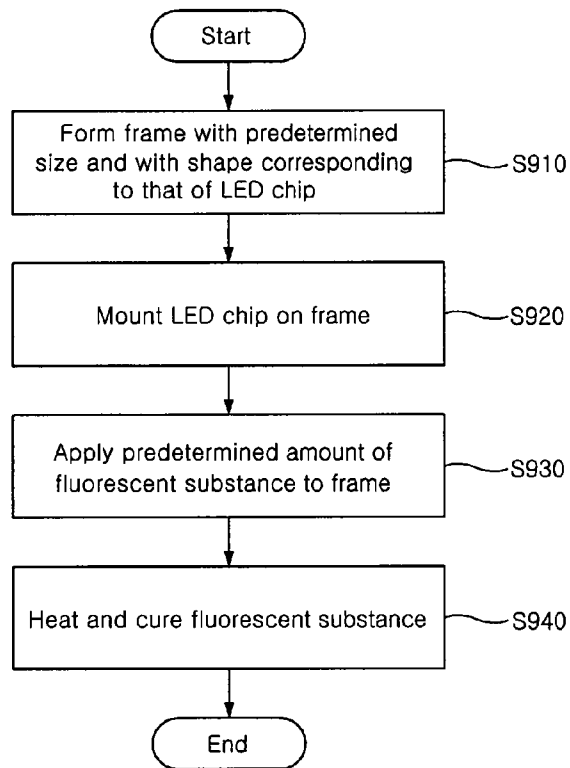 Start
Form frame with predetermined
size and with shape corresponding
to that of LED chip
S910
Mount LED chip on frame
S920
Apply predetermined amount of
fluorescent substance to frame
S930
Heat and cure fluorescent substance
S940
End